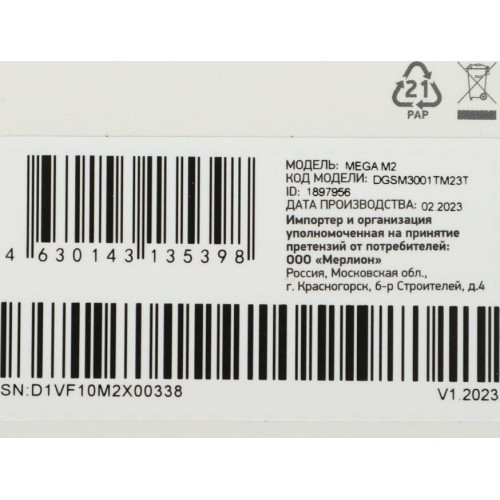 21
PAP
МОДЕЛЬ: MEGA M2
КОД МОДЕЛИ: DGSM3001TM23T
ID: 1897956
ДАТА ПРОИЗВОДСТВА: 02.2023
Импортер и организация
уполномоченная на принятие
претензий от потребителей:
ООО «Мерлион»
Россия, Московская обл.,
г. Красногорск, б-р Строителей, д.4
4 630143 135398
SN:D1VF10M2X00338
V1.2023